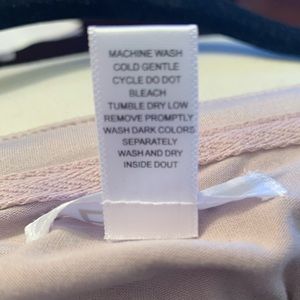 MACHINE WASH
COLD GENTLE
CYCLE DO DOT
BLEACH
TUMBLE DRY LOW
REMOVE PROMPTLY
WASH DARK COLORS
SEPARATELY
WASH AND DRY
INSIDE DOUT